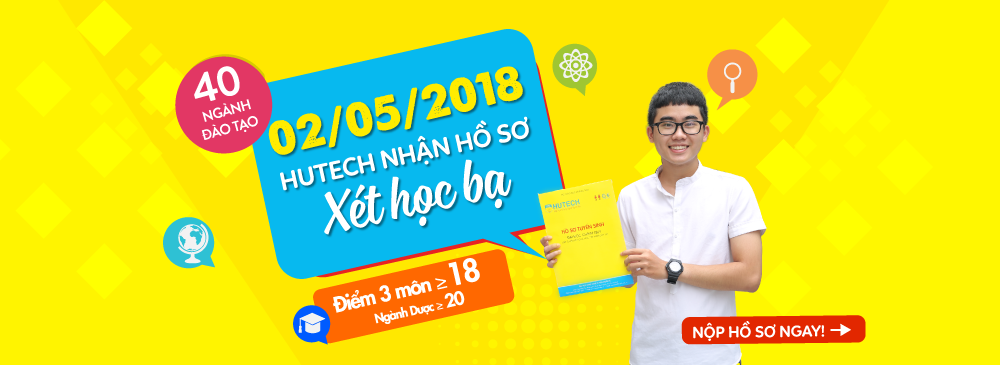 40
NGÀNH
ĐÀO TẠO
02/05/2018
HUTECH NHẬN HỒ SƠ
Xét học bạ
Điểm 3 môn ≥ 18
Ngành Dược ≥ 20
HUTECH
HỒ SƠ TUYỂN SINH
NỘP HỒ SƠ NGAY!